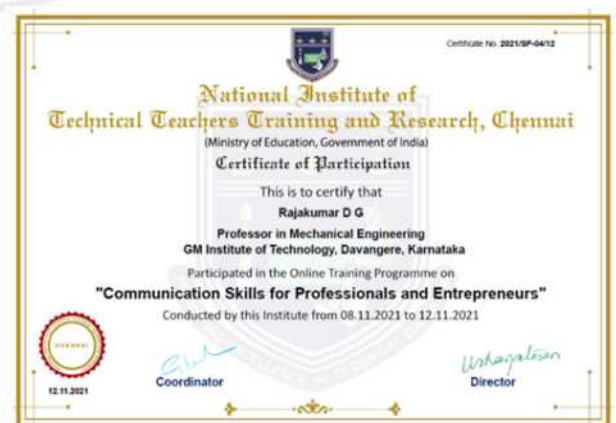 Certificate No. 2021/SP-04/12
National Institute of
Technical Teachers Training and Research, Chennai
(Ministry of Education, Government of India)
Certificate of Participation
This is to certify that
Rajakumar D G
Professor in Mechanical Engineering
GM Institute of Technology, Davangere, Karnataka
Participated in the Online Training Programme on
"Communication Skills for Professionals and Entrepreneurs"
Conducted by this Institute from 08.11.2021 to 12.11.2021
CHENNAI
12.11.2021
Coordinator
Director